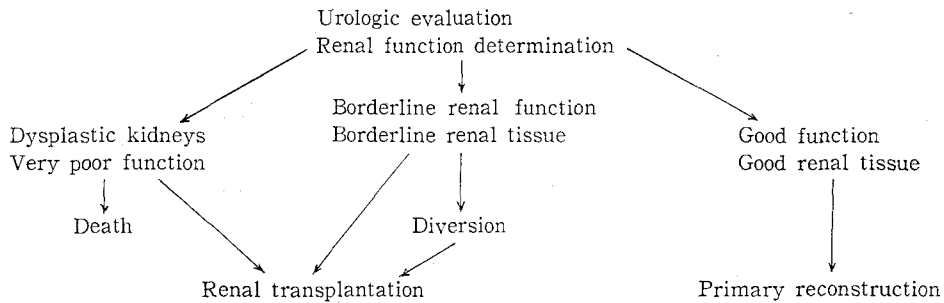 Urologic evaluation
Renal function determination
Borderline renal function
Borderline renal tissue
Dysplastic kidneys
Very poor function
Good function
Good renal tissue
Death
Diversion
Renal transplantation
Primary reconstruction